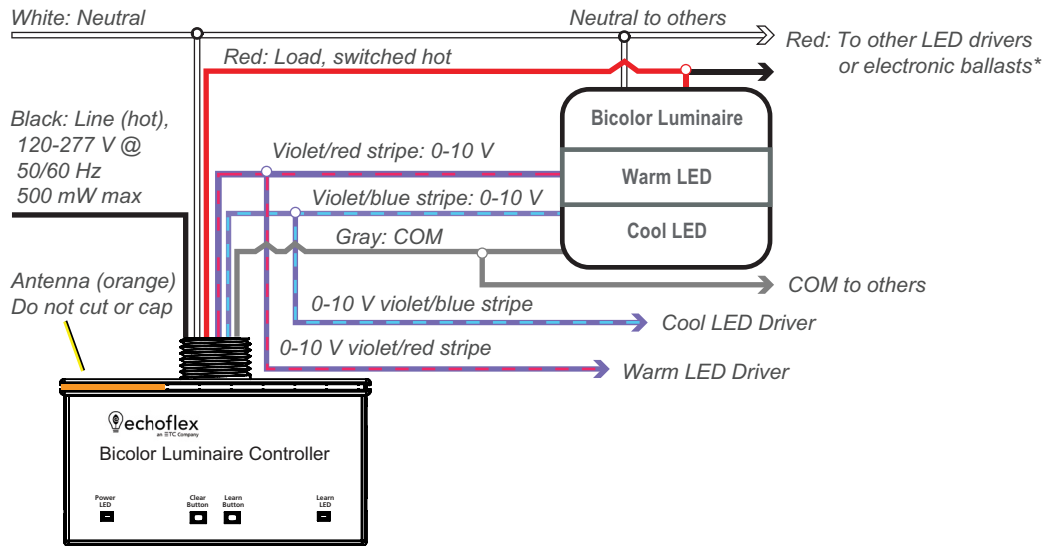 White: Neutral
Neutral to others
Red: To other LED drivers
or electronic ballasts*
Red: Load, switched hot
Black: Line (hot),
120-277 V @
50/60 Hz
500 mW max
Bicolor Luminaire
Violet/red stripe: 0-10 V
Warm LED
Violet/blue stripe: 0-10 V
Cool LED
Gray: COM
Antenna (orange)
Do not cut or cap
COM to others
0-10 V violet/blue stripe
Cool LED Driver
0-10 V violet/red stripe
Warm LED Driver
echoflex
an ETC Company
Bicolor Luminaire Controller
Power
LED
Clear
Button
Learn
Button
Learn
LED